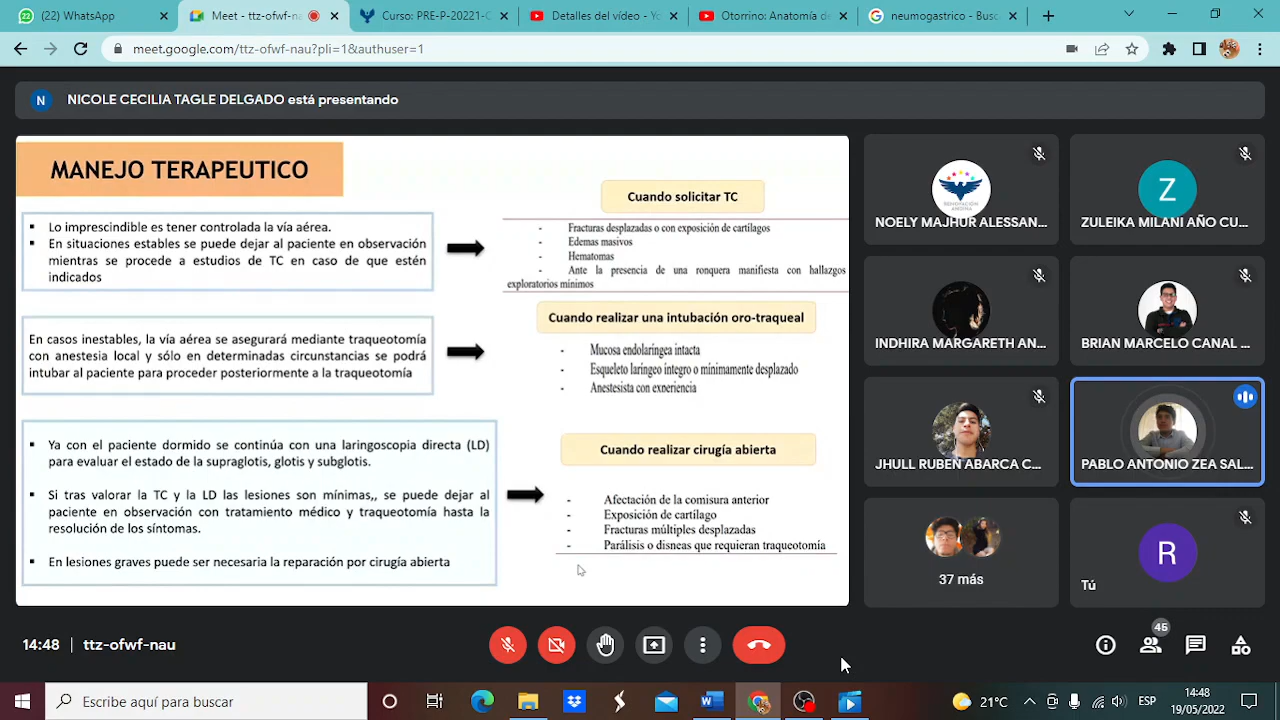 (22) WhatsApp
Meet - ttz-ofwf-nau
Curso: PRE-P-20221-C
Detalles del vídeo - Yo
Otorrino: Anatomía de
neumogastrico - Busc
meet.google.com/ttz-ofwf-nau?pli=1&authuser=1
N
NICOLE CECILIA TAGLE DELGADO está presentando
MANEJO TERAPEUTICO
Lo imprescindible es tener controlada la vía aérea.
En situaciones estables se puede dejar al paciente en observación
mientras se procede a estudios de TC en caso de que estén
indicados
En casos inestables, la vía aérea se asegurará mediante traqueotomía
con anestesia local y sólo en determinadas circunstancias se podrá
intubar al paciente para proceder posteriormente a la traqueotomía
Ya con el paciente dormido se continúa con una laringoscopia directa (LD)
para evaluar el estado de la supraglotis, glotis y subglotis.
Si tras valorar la TC y la LD las lesiones son mínimas,, se puede dejar al
paciente en observación con tratamiento médico y traqueotomía hasta la
resolución de los síntomas.
En lesiones graves puede ser necesaria la reparación por cirugía abierta
Cuando solicitar TC
- Fracturas desplazadas o con exposición de cartílagos
- Edemas masivos
- Hematomas
- Ante la presencia de una ronquera manifiesta con hallazgos
exploratorios mínimos
Cuando realizar una intubación oro-traqueal
- Mucosa endolaríngea intacta
- Esqueleto laríngeo íntegro o mínimamente desplazado
- Anestesista con experiencia
Cuando realizar cirugía abierta
- Afectación de la comisura anterior
- Exposición de cartílago
- Fracturas múltiples desplazadas
- Parálisis o disneas que requieran traqueotomía
NOELY MAJHUR ALESSAN...
Z
ZULEIKA MILANI AÑO CU...
INDHIRA MARGARETH AN...
BRIAN MARCELO CANAL ...
JHULL RUBEN ABARCA C...
PABLO ANTONIO ZEA SAL...
37 más
R
Tú
14:48 | ttz-ofwf-nau
45
Escribe aquí para buscar
21°C
ESP
14:48
19/05/2022